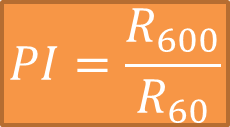 PI = R₆₀₀ / R₆₀